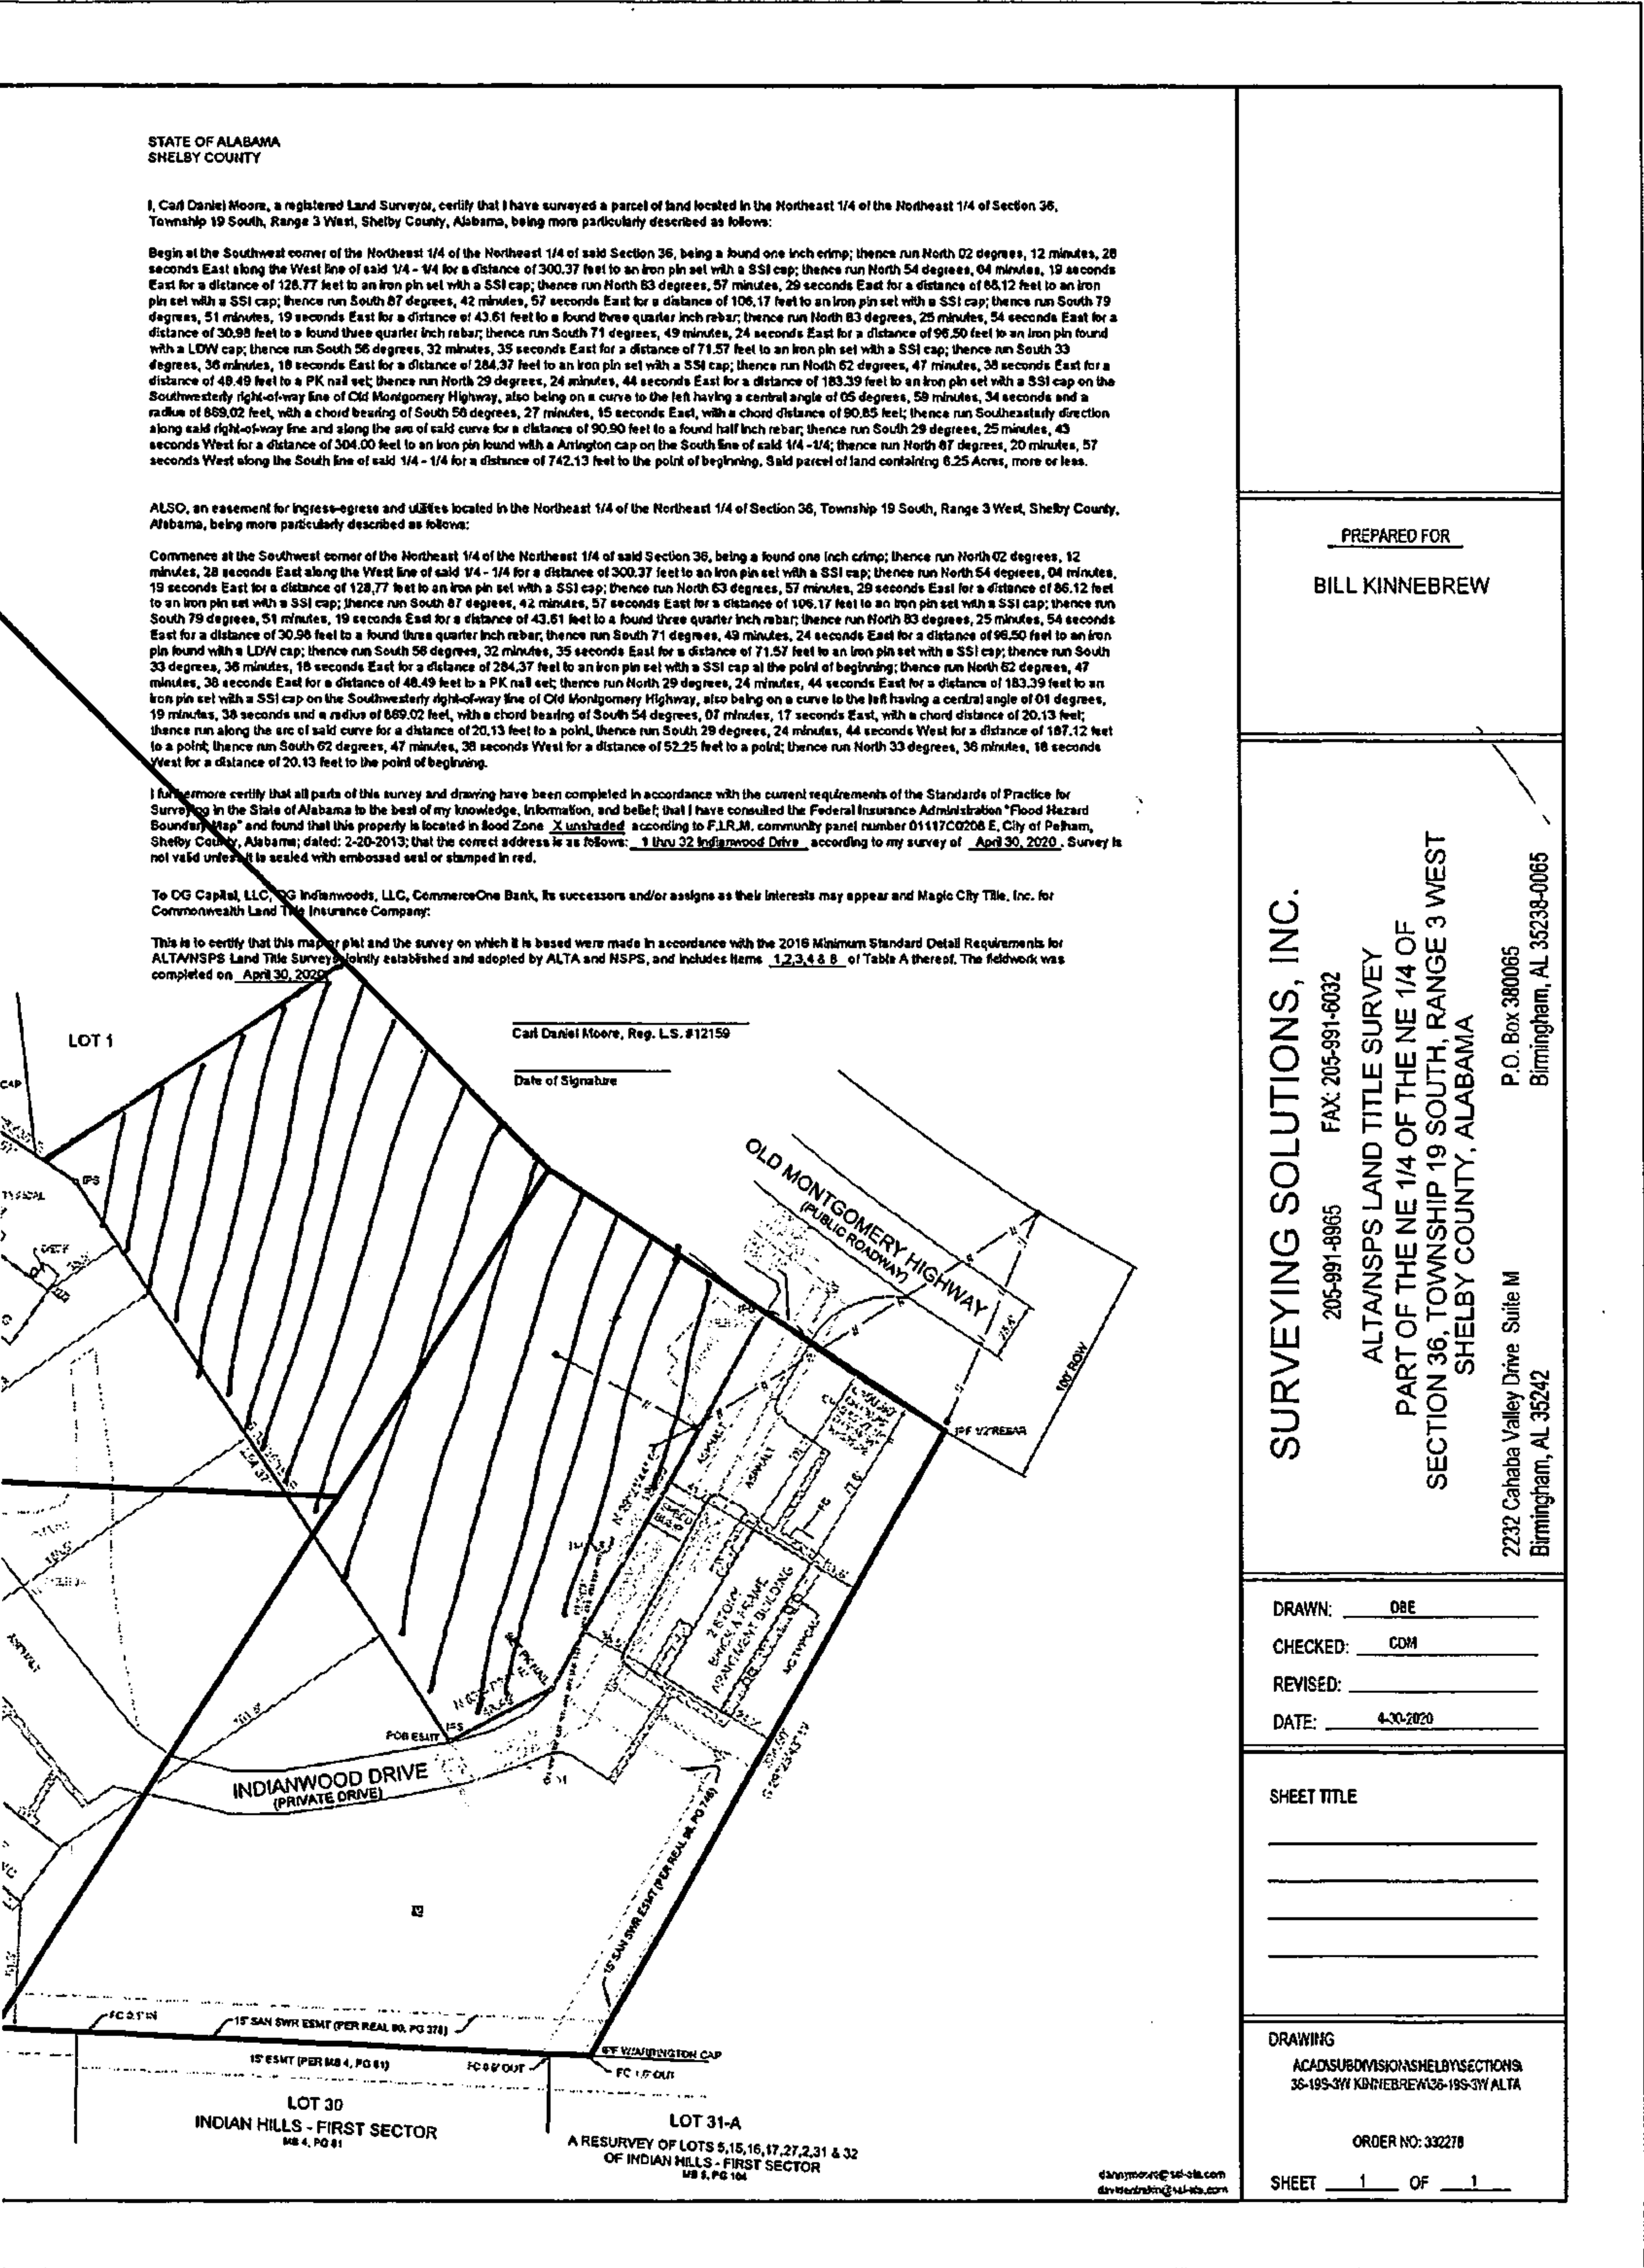 STATE OF ALABAMA
SHELBY COUNTY
I, Carl Daniel Moore, a registered Land Surveyor, certify that I have surveyed a parcel of land located in the Northeast 1/4 of the Northeast 1/4 of Section 36,
Township 19 South, Range 3 West, Shelby County, Alabama, being more particularly described as follows:
Begin at the Southwest corner of the Northeast 1/4 of the Northeast 1/4 of said Section 36, being a found one inch crimp; thence run North 02 degrees, 12 minutes, 28
seconds East along the West line of said 1/4 - 1/4 for a distance of 300.37 feet to an iron pin set with a SSI cap; thence run North 54 degrees, 04 minutes, 19 seconds
East for a distance of 128.77 feet to an iron pin set with a SSI cap; thence run North 63 degrees, 57 minutes, 29 seconds East for a distance of 86.12 feet to an iron
pin set with a SSI cap; thence run South 87 degrees, 42 minutes, 57 seconds East for a distance of 106.17 feet to an iron pin set with a SSI cap; thence run South 79
degrees, 51 minutes, 19 seconds East for a distance of 43.61 feet to a found three quarter inch rebar; thence run North 83 degrees, 25 minutes, 54 seconds East for a
distance of 30.98 feet to a found three quarter inch rebar; thence run South 71 degrees, 49 minutes, 24 seconds East for a distance of 96.50 feet to an iron pin found
with a LDW cap; thence run South 56 degrees, 32 minutes, 35 seconds East for a distance of 71.57 feet to an iron pin set with a SSI cap; thence run South 33
degrees, 36 minutes, 18 seconds East for a distance of 284.37 feet to an iron pin set with a SSI cap; thence run North 62 degrees, 47 minutes, 38 seconds East for a
distance of 48.49 feet to a PK nail set; thence run North 29 degrees, 24 minutes, 44 seconds East for a distance of 183.39 feet to an iron pin set with a SSI cap on the
Southwesterly right-of-way line of Old Montgomery Highway, also being on a curve to the left having a central angle of 05 degrees, 59 minutes, 34 seconds and a
radius of 869.02 feet, with a chord bearing of South 56 degrees, 27 minutes, 15 seconds East, with a chord distance of 90.85 feet; thence run Southeasterly direction
along said right-of-way line and along the arc of said curve for a distance of 90.90 feet to a found half inch rebar; thence run South 29 degrees, 25 minutes, 43
seconds West for a distance of 304.00 feet to an iron pin found with a Arrington cap on the South line of said 1/4 -1/4; thence run North 87 degrees, 20 minutes, 57
seconds West along the South line of said 1/4 - 1/4 for a distance of 742.13 feet to the point of beginning. Said parcel of land containing 6.25 Acres, more or less.
ALSO, an easement for ingress-egress and utilities located in the Northeast 1/4 of the Northeast 1/4 of Section 36, Township 19 South, Range 3 West, Shelby County,
Alabama, being more particularly described as follows:
Commence at the Southwest corner of the Northeast 1/4 of the Northeast 1/4 of said Section 36, being a found one inch crimp; thence run North 02 degrees, 12
minutes, 28 seconds East along the West line of said 1/4 - 1/4 for a distance of 300.37 feet to an iron pin set with a SSI cap; thence run North 54 degrees, 04 minutes,
19 seconds East for a distance of 128.77 feet to an iron pin set with a SSI cap; thence run North 63 degrees, 57 minutes, 29 seconds East for a distance of 86.12 feet
to an iron pin set with a SSI cap; thence run South 87 degrees, 42 minutes, 57 seconds East for a distance of 106.17 feet to an iron pin set with a SSI cap; thence run
South 79 degrees, 51 minutes, 19 seconds East for a distance of 43.61 feet to a found three quarter inch rebar; thence run North 83 degrees, 25 minutes, 54 seconds
East for a distance of 30.98 feet to a found three quarter inch rebar, thence run South 71 degrees, 49 minutes, 24 seconds East for a distance of 96.50 feet to an iron
pin found with a LDW cap; thence run South 56 degrees, 32 minutes, 35 seconds East for a distance of 71.57 feet to an iron pin set with a SSI cap; thence run South
33 degrees, 36 minutes, 18 seconds East for a distance of 284.37 feet to an iron pin set with a SSI cap at the point of beginning; thence run North 62 degrees, 47
minutes, 38 seconds East for a distance of 48.49 feet to a PK nail set; thence run North 29 degrees, 24 minutes, 44 seconds East for a distance of 183.39 feet to an
iron pin set with a SSI cap on the Southwesterly right-of-way line of Old Montgomery Highway, also being on a curve to the left having a central angle of 01 degrees,
19 minutes, 38 seconds and a radius of 869.02 feet, with a chord bearing of South 54 degrees, 07 minutes, 17 seconds East, with a chord distance of 20.13 feet;
thence run along the arc of said curve for a distance of 20.13 feet to a point, thence run South 29 degrees, 24 minutes, 44 seconds West for a distance of 187.12 feet
to a point; thence run South 62 degrees, 47 minutes, 38 seconds West for a distance of 52.25 feet to a point; thence run North 33 degrees, 36 minutes, 18 seconds
West for a distance of 20.13 feet to the point of beginning.
I furthermore certify that all parts of this survey and drawing have been completed in accordance with the current requirements of the Standards of Practice for
Surveying in the State of Alabama to the best of my knowledge, information, and belief; that I have consulted the Federal Insurance Administration "Flood Hazard
Boundary Map" and found that this property is located in flood Zone X unshaded according to F.I.R.M. community panel number 01117C0208 E, City of Pelham,
Shelby County, Alabama; dated: 2-20-2013; that the correct address is as follows: 1 thru 32 Indianwood Drive according to my survey of April 30, 2020 . Survey is
not valid unless it is sealed with embossed seal or stamped in red.
To OG Capital, LLC, OG Indianwoods, LLC, CommerceOne Bank, its successors and/or assigns as their interests may appear and Magic City Title, Inc. for
Commonwealth Land Title Insurance Company:
This is to certify that this map or plat and the survey on which it is based were made in accordance with the 2016 Minimum Standard Detail Requirements for
ALTA/NSPS Land Title Surveys, jointly established and adopted by ALTA and NSPS, and includes items 1,2,3,4 & 8 of Table A thereof. The fieldwork was
completed on April 30, 2020
Carl Daniel Moore, Reg. L.S. #12159
Date of Signature
LOT 1
CAP
IPS
TYPICAL
OLD MONTGOMERY HIGHWAY
(PUBLIC ROADWAY)
100' ROW
IPF 1/2" REBAR
ASPHALT
ASPHALT
2 STORY
BRICK & FRAME
APARTMENT BUILDING
ASPHALT
POB ESMT
IPS
INDIANWOOD DRIVE
(PRIVATE DRIVE)
15' SAN SWR ESMT (PER REAL 98, PG 746)
15' SAN SWR ESMT (PER REAL 90, PG 378)
15' ESMT (PER MB 4, PG 81)
IPF W/ARRINGTON CAP
LOT 30
INDIAN HILLS - FIRST SECTOR
MB 4, PG 81
LOT 31-A
A RESURVEY OF LOTS 5,15,16,17,27,2,31 & 32
OF INDIAN HILLS - FIRST SECTOR
MB 5, PG 104
PREPARED FOR
BILL KINNEBREW
SURVEYING SOLUTIONS, INC.
205-991-8965 FAX: 205-991-6032
ALTA/NSPS LAND TITLE SURVEY
PART OF THE NE 1/4 OF THE NE 1/4 OF
SECTION 36, TOWNSHIP 19 SOUTH, RANGE 3 WEST
SHELBY COUNTY, ALABAMA
2232 Cahaba Valley Drive Suite M P.O. Box 380065
Birmingham, AL 35242 Birmingham, AL 35238-0065
DRAWN: DBE
CHECKED: CDM
REVISED:
DATE: 4-30-2020
SHEET TITLE
DRAWING
ACAD\SUBDIVISIONS\SHELBY\SECTIONS\
36-19S-3W KINNEBREW\36-19S-3W ALTA
ORDER NO: 332278
SHEET 1 OF 1